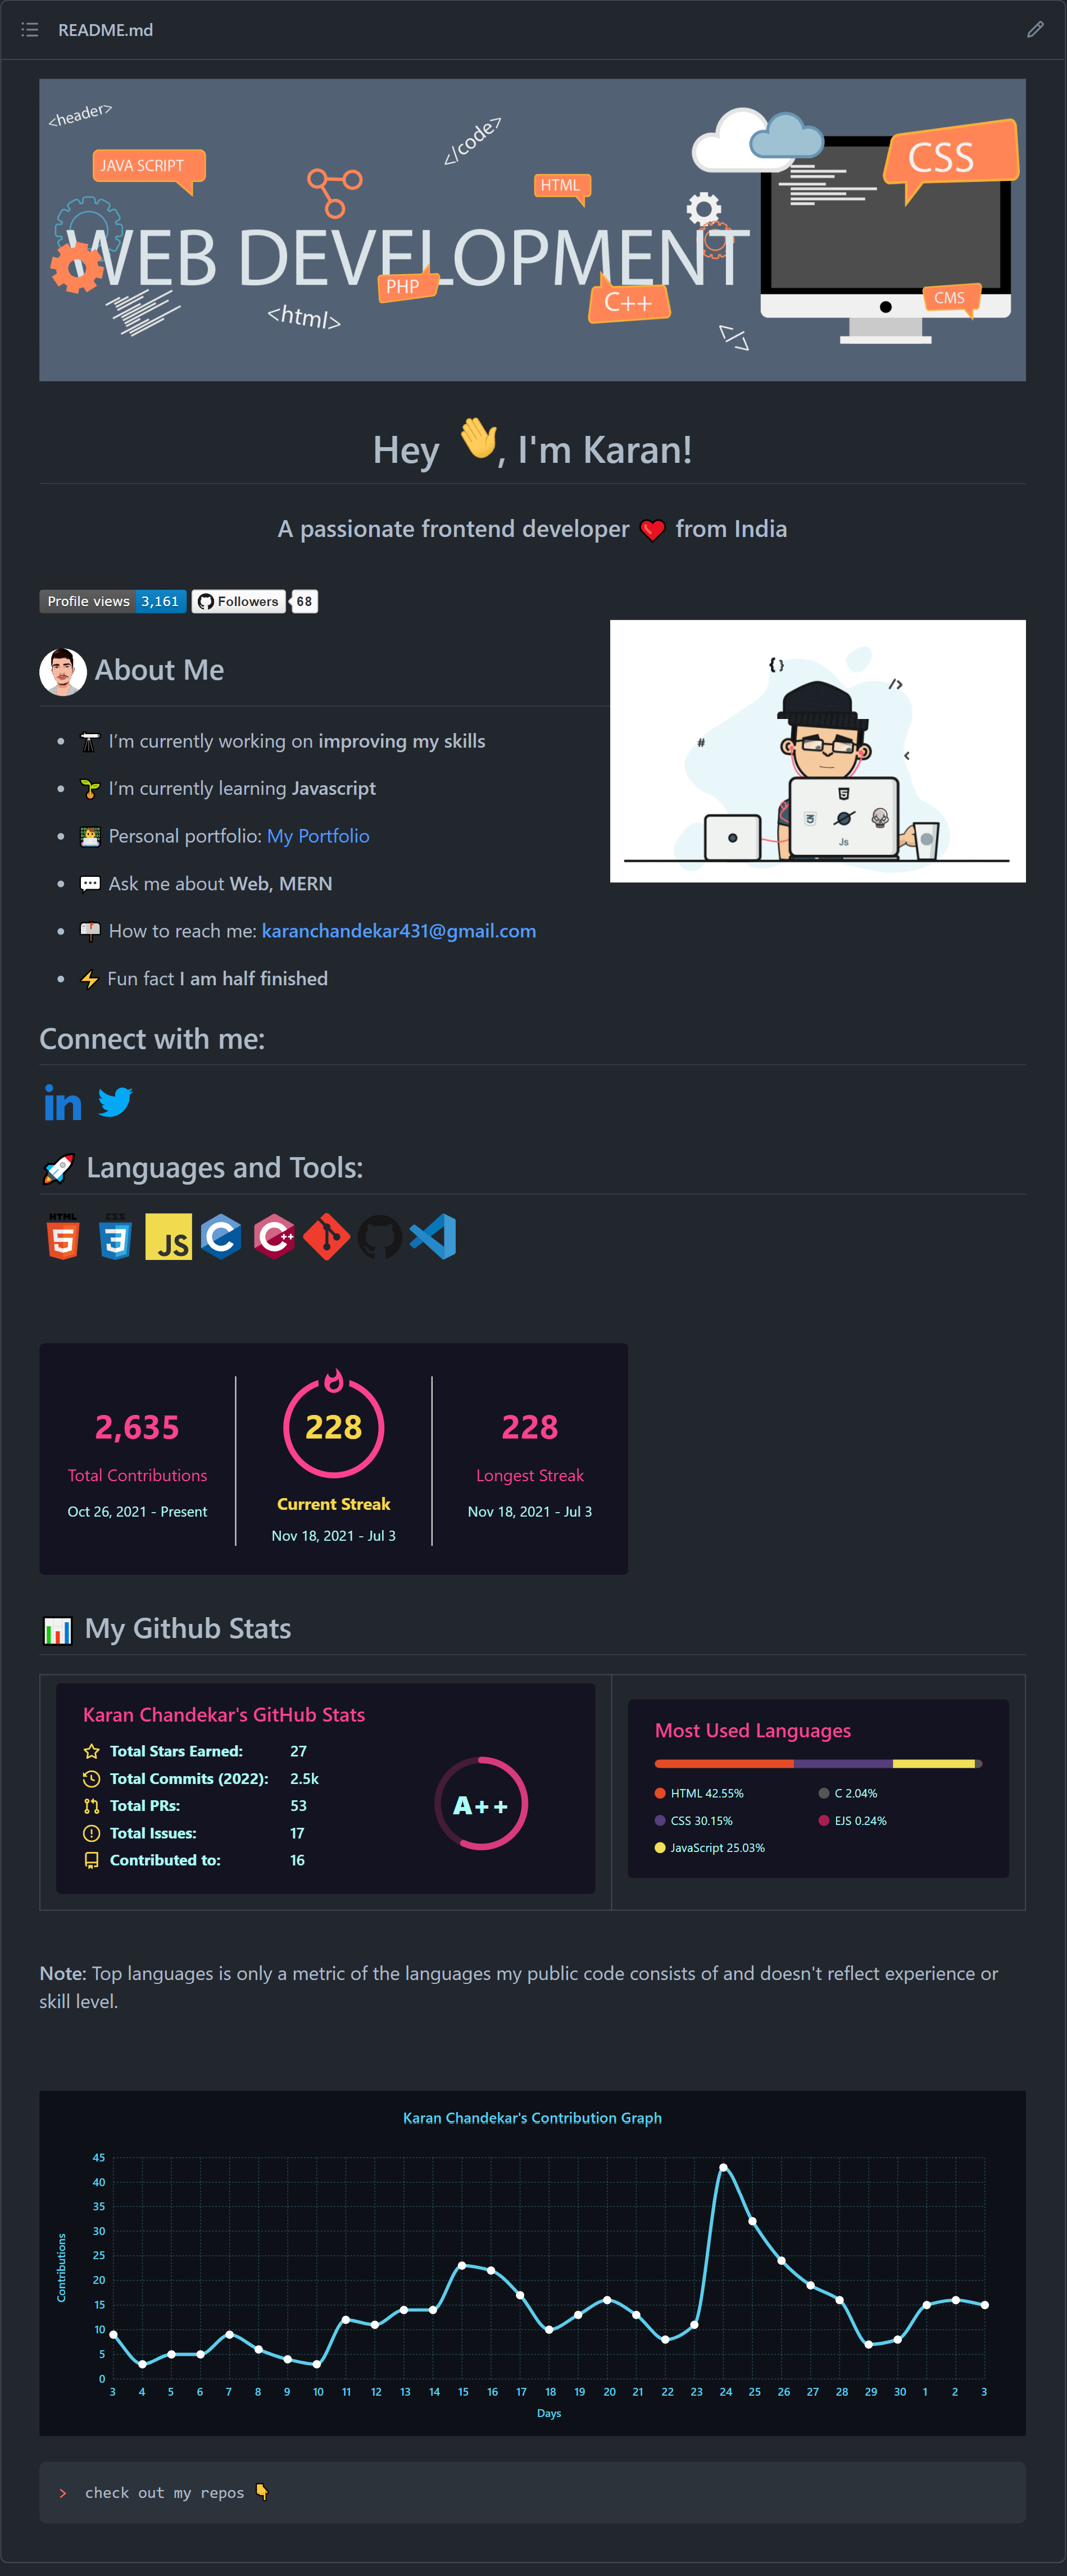 README.md
<header>
</code>
JAVA SCRIPT
HTML
CSS
WEB DEVELOPMENT
PHP
C++
CMS
<html>
</>
Hey 👋, I'm Karan!
A passionate frontend developer ❤️ from India
Profile views 3,161 Followers 68
About Me
{ }
/>
#
<
Js
I’m currently working on improving my skills
🌱 I’m currently learning Javascript
👨‍💻 Personal portfolio: My Portfolio
💬 Ask me about Web, MERN
📫 How to reach me: karanchandekar431@gmail.com
⚡ Fun fact I am half finished
Connect with me:
in
🚀 Languages and Tools:
HTML CSS
5 3 JS C C++
2,635
Total Contributions
Oct 26, 2021 - Present
228
Current Streak
Nov 18, 2021 - Jul 3
228
Longest Streak
Nov 18, 2021 - Jul 3
📊 My Github Stats
Karan Chandekar's GitHub Stats
Total Stars Earned: 27
Total Commits (2022): 2.5k
Total PRs: 53
Total Issues: 17
Contributed to: 16
A++
Most Used Languages
HTML 42.55%
CSS 30.15%
JavaScript 25.03%
C 2.04%
EJS 0.24%
Note: Top languages is only a metric of the languages my public code consists of and doesn't reflect experience or
skill level.
Karan Chandekar's Contribution Graph
Contributions
45
40
35
30
25
20
15
10
5
0
3 4 5 6 7 8 9 10 11 12 13 14 15 16 17 18 19 20 21 22 23 24 25 26 27 28 29 30 1 2 3
Days
> check out my repos 👇